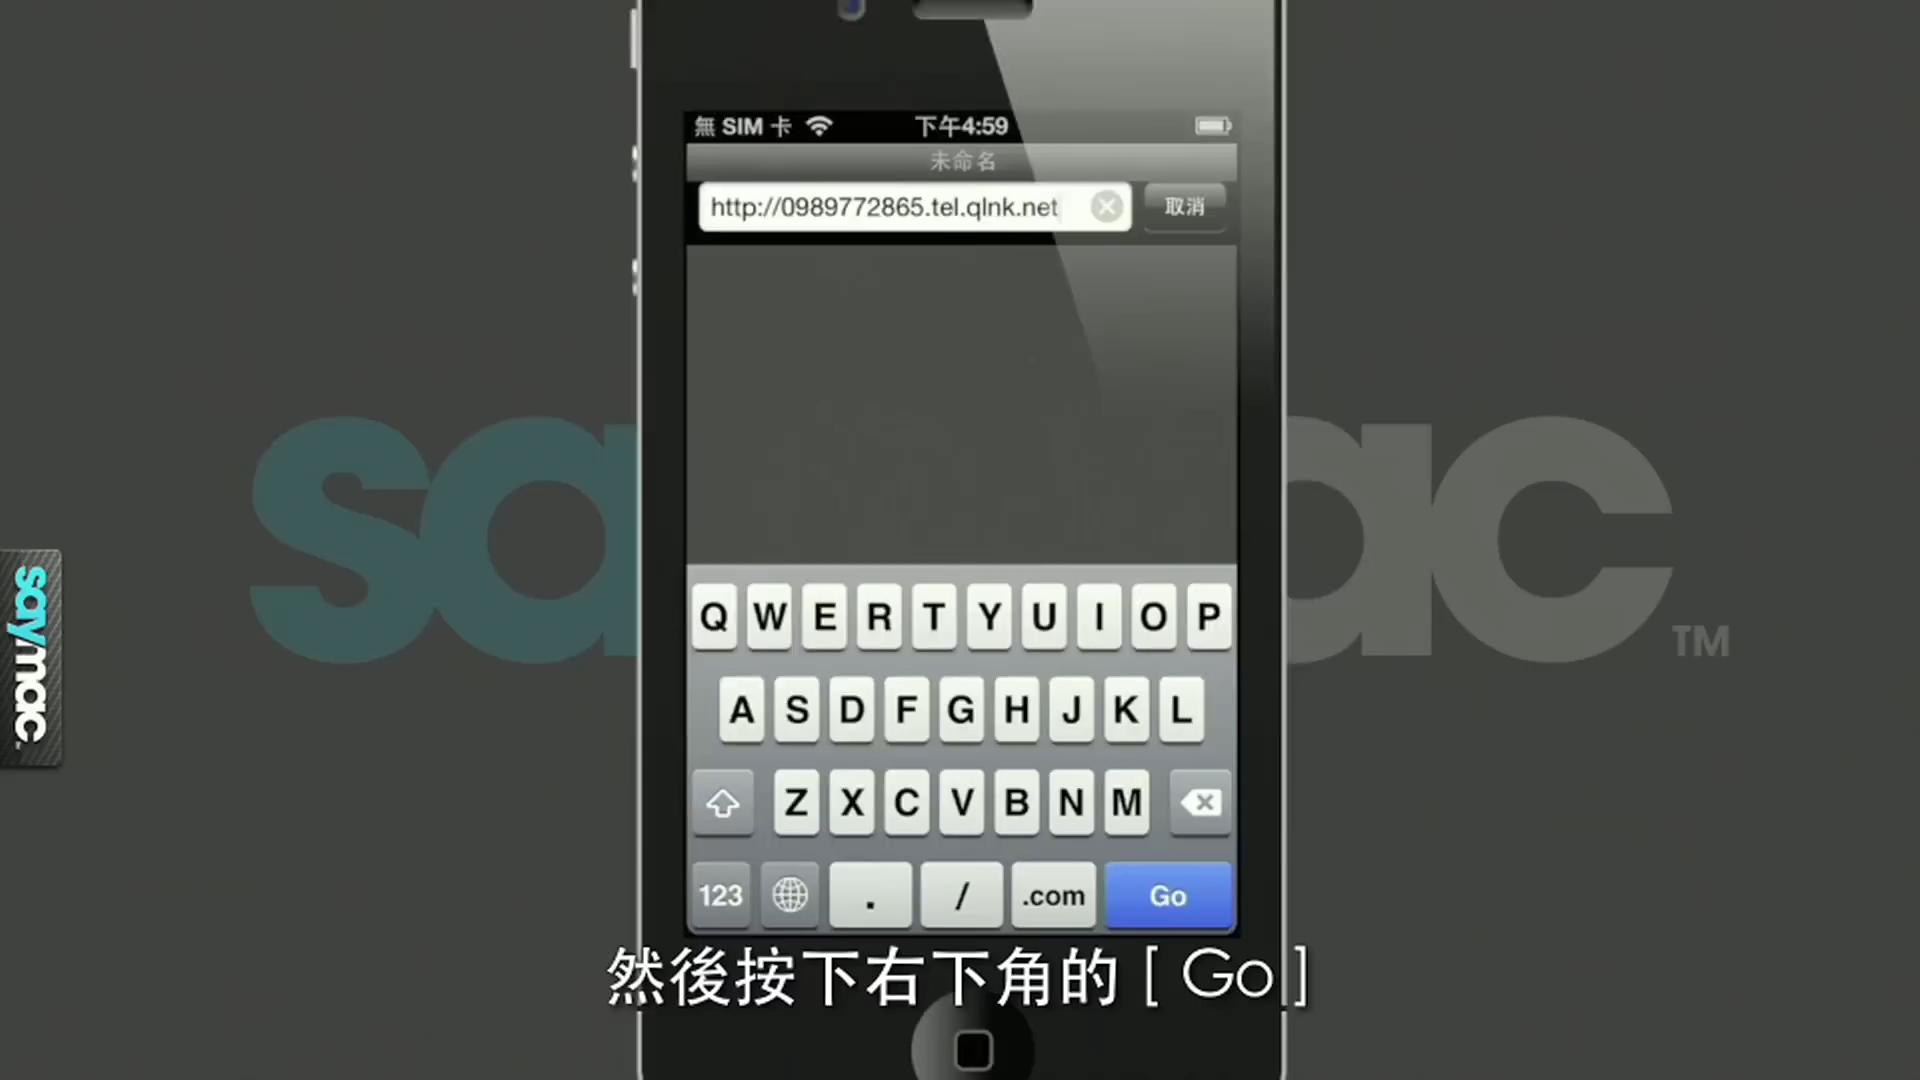 無 SIM 卡
下午4:59
未命名
http://0989772865.tel.qlnk.net
取消
Q W E R T Y U I O P
A S D F G H J K L
Z X C V B N M
123 . / .com Go
saymac
TM
然後按下右下角的 [ Go ]